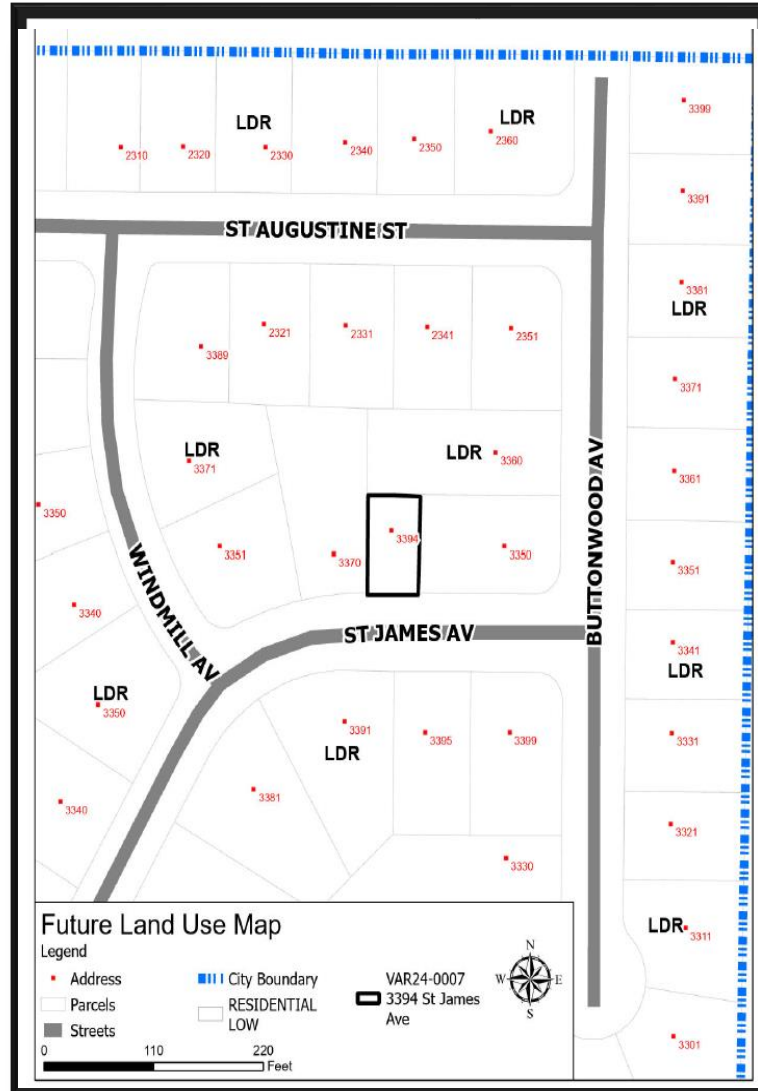 3399
LDR
LDR
2310
2320
2330
2340
2350
2360
3391
ST AUGUSTINE ST
3381
LDR
2321
2331
2341
2351
3389
3371
LDR
3371
LDR
3360
3361
3350
3394
3351
3370
3350
3351
BUTTONWOOD AV
WINDMILL AV
3340
ST JAMES AV
3341
LDR
LDR
3350
3391
LDR
3395
3399
3331
3381
3340
3321
3330
LDR
3311
3301
Future Land Use Map
Legend
Address
Parcels
Streets
City Boundary
RESIDENTIAL
LOW
VAR24-0007
3394 St James
Ave
N
W
E
S
0
110
220
Feet